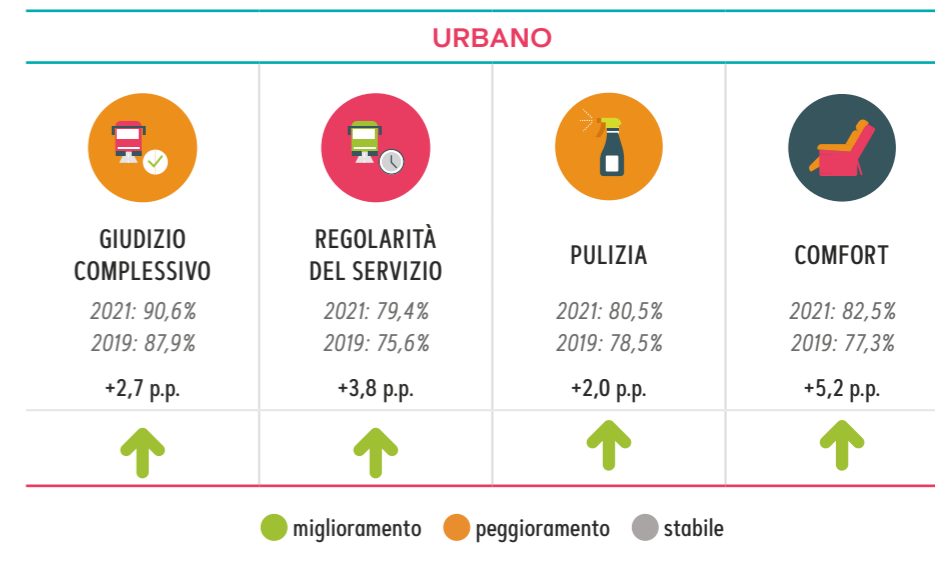 URBANO
GIUDIZIO
COMPLESSIVO
2021: 90,6%
2019: 87,9%
+2,7 p.p.
REGOLARITÀ
DEL SERVIZIO
2021: 79,4%
2019: 75,6%
+3,8 p.p.
PULIZIA
2021: 80,5%
2019: 78,5%
+2,0 p.p.
COMFORT
2021: 82,5%
2019: 77,3%
+5,2 p.p.
miglioramento peggioramento stabile